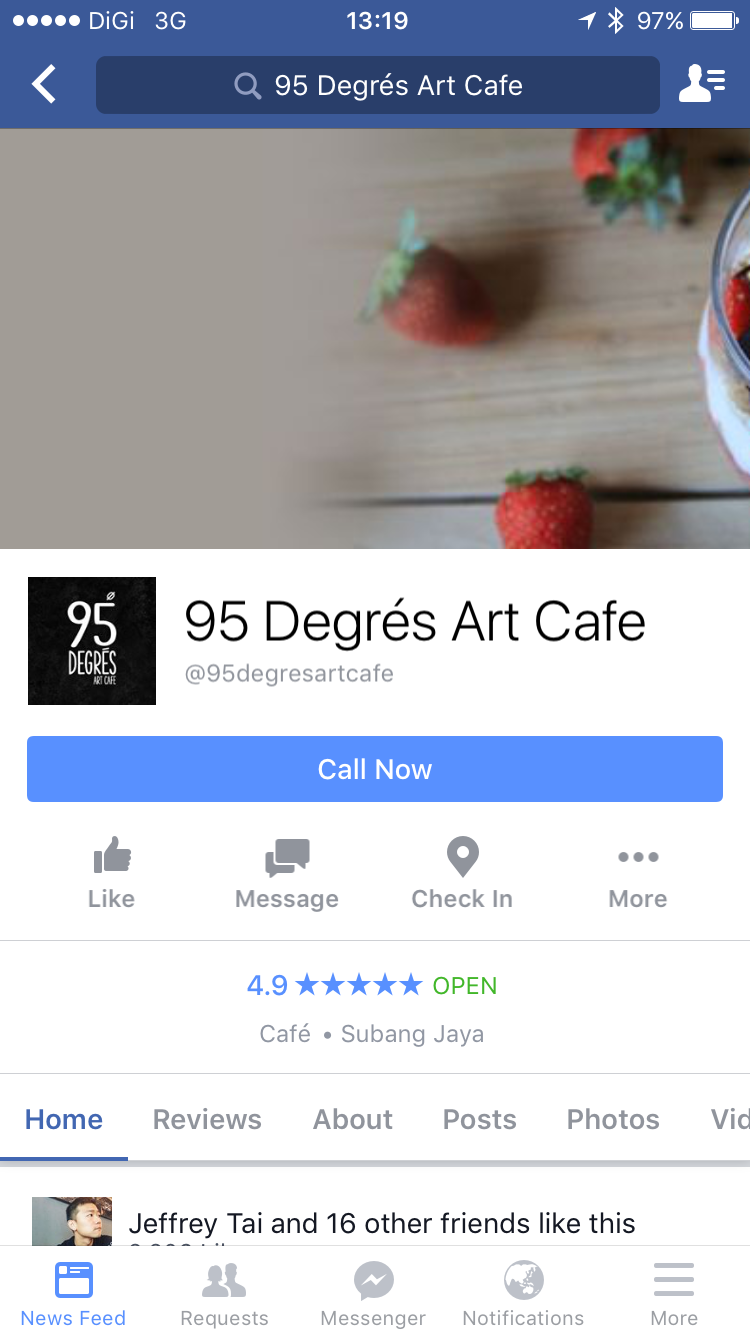 DiGi 3G 13:19 97%
95 Degrés Art Cafe
95
DEGRÉS
ART CAFE
95 Degrés Art Cafe
@95degresartcafe
Call Now
Like Message Check In More
4.9 ★★★★★ OPEN
Café • Subang Jaya
Home Reviews About Posts Photos Vid
Jeffrey Tai and 16 other friends like this
News Feed Requests Messenger Notifications More